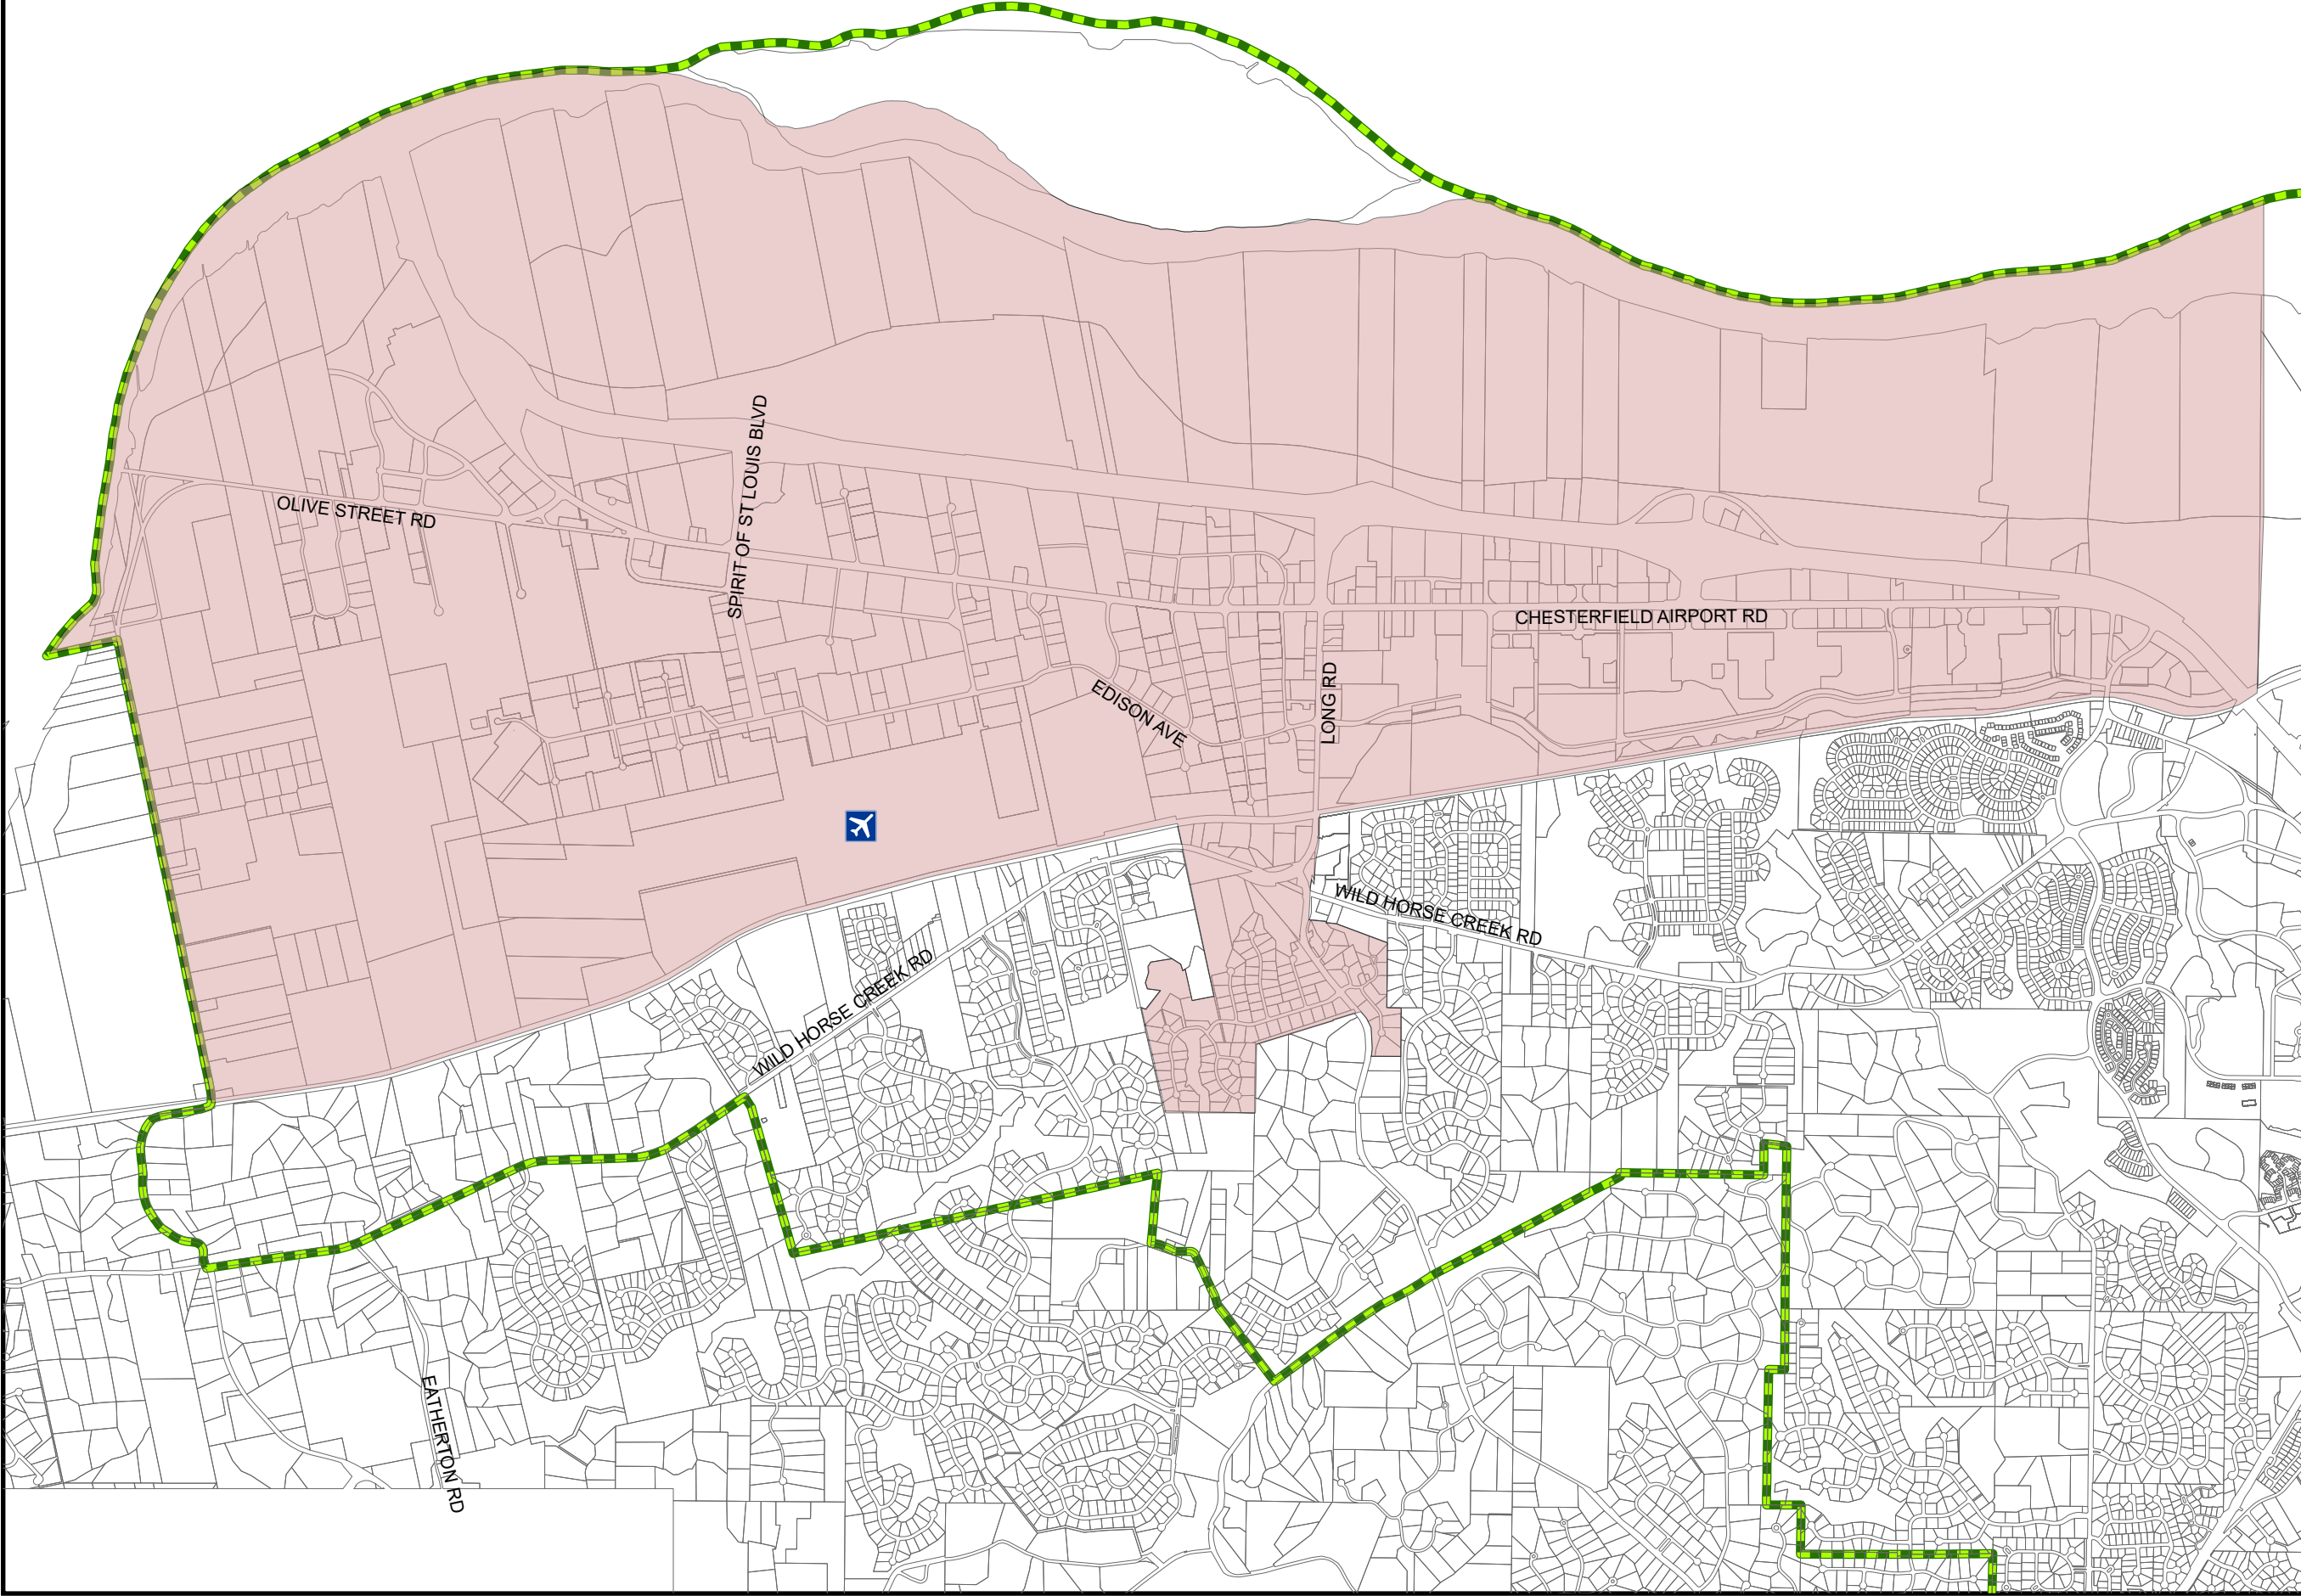 OLIVE STREET RD
SPIRIT OF ST LOUIS BLVD
CHESTERFIELD AIRPORT RD
EDISON AVE
LONG RD
WILD HORSE CREEK RD
WILD HORSE CREEK RD
EATHERTON RD